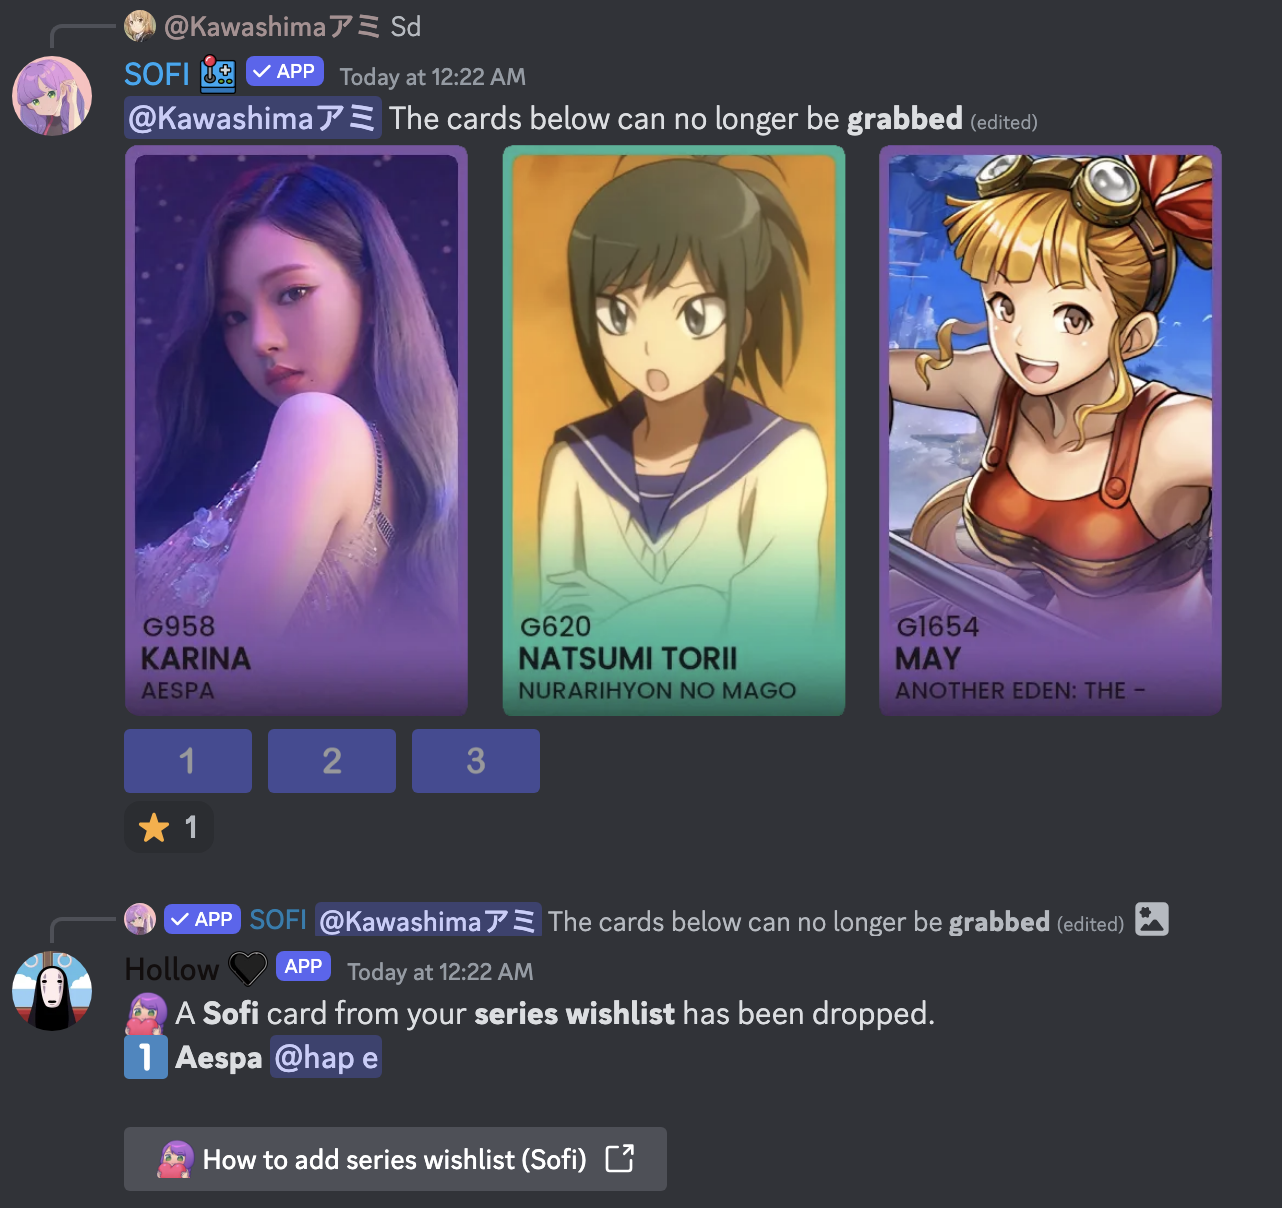 @Kawashimaアミ Sd
SOFI APP Today at 12:22 AM
@Kawashimaアミ The cards below can no longer be grabbed (edited)
G958
KARINA
AESPA
G620
NATSUMI TORII
NURARIHYON NO MAGO
G1654
MAY
ANOTHER EDEN: THE -
1 2 3
1
APP SOFI @Kawashimaアミ The cards below can no longer be grabbed (edited)
Hollow APP Today at 12:22 AM
A Sofi card from your series wishlist has been dropped.
1 Aespa @hap e
How to add series wishlist (Sofi)